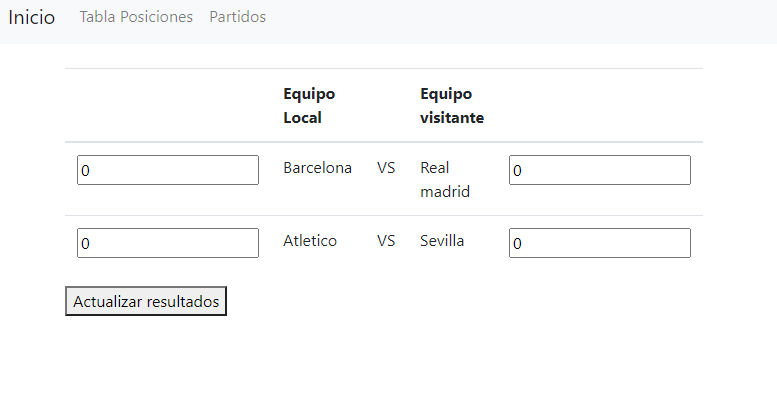 Inicio Tabla Posiciones Partidos
Equipo Local Equipo visitante
0 Barcelona VS Real madrid 0
0 Atletico VS Sevilla 0
Actualizar resultados